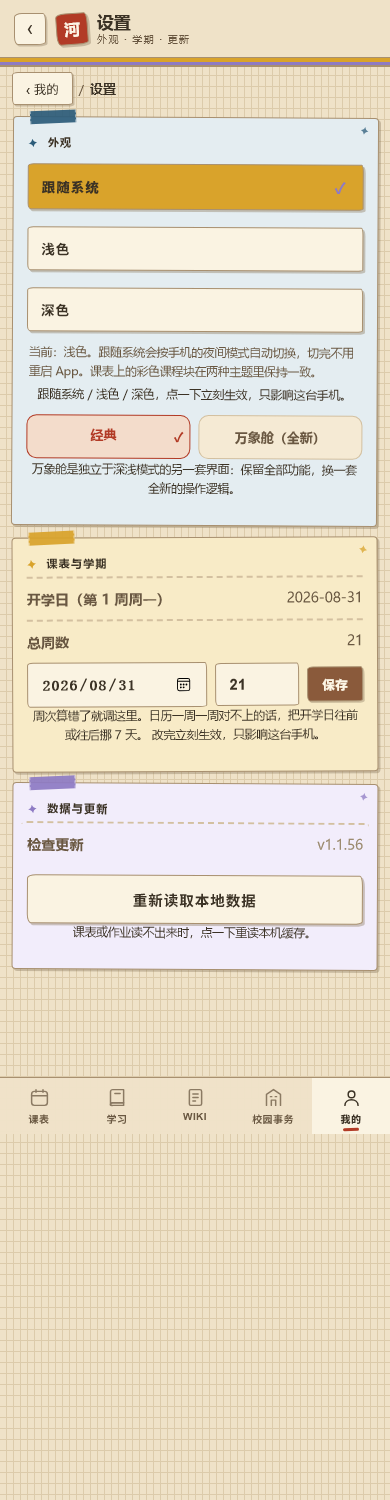 ‹
河
设置
外观 · 学期 · 更新
‹ 我的 / 设置
外观
跟随系统 ✓
浅色
深色
当前：浅色。跟随系统会按手机的夜间模式自动切换，切完不用
重启 App。课表上的彩色课程块在两种主题里保持一致。
跟随系统 / 浅色 / 深色，点一下立刻生效，只影响这台手机。
经典 ✓ 万象舱（全新）
万象舱是独立于深浅模式的另一套界面：保留全部功能，换一套
全新的操作逻辑。
课表与学期
开学日（第 1 周周一） 2026-08-31
总周数 21
2026/08/31 21 保存
周次算错了就调这里。日历一周一周对不上的话，把开学日往前
或往后挪 7 天。 改完立刻生效，只影响这台手机。
数据与更新
检查更新 v1.1.56
重新读取本地数据
课表或作业读不出来时，点一下重读本机缓存。
课表 学习 WIKI 校园事务 我的